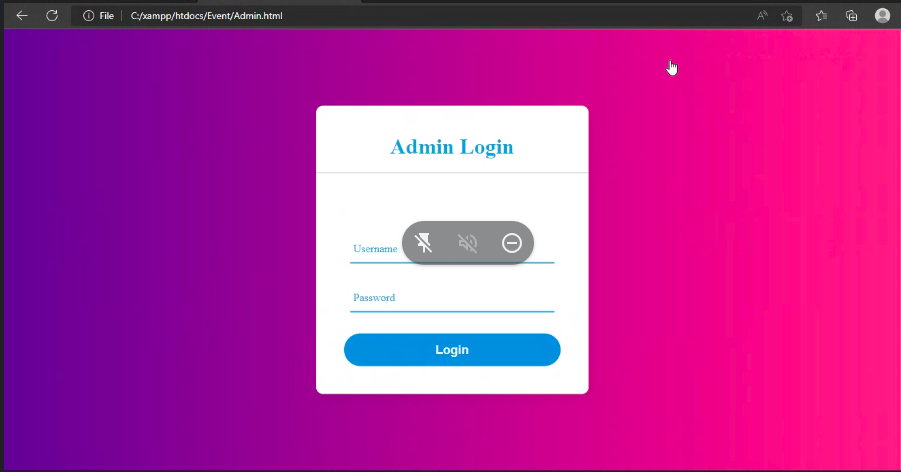 File C:/xampp/htdocs/Event/Admin.html
Admin Login
Username
Password
Login